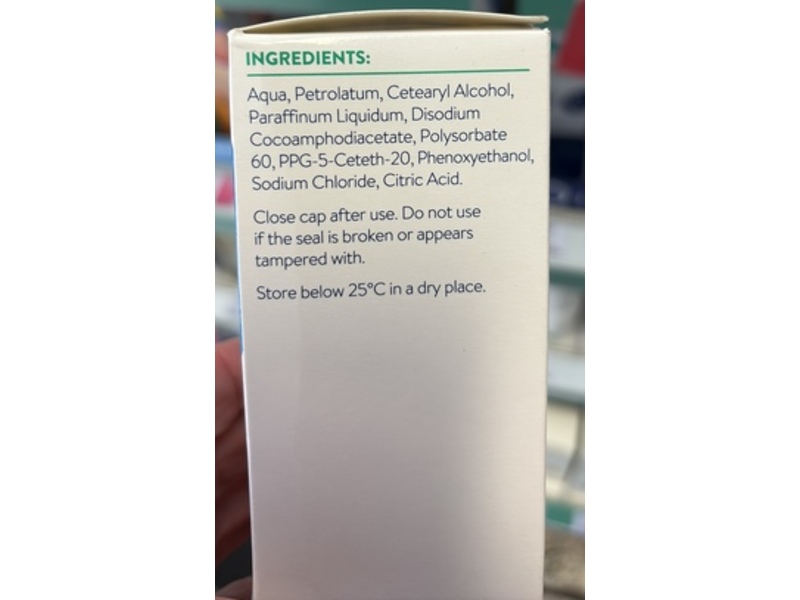 INGREDIENTS:
Aqua, Petrolatum, Cetearyl Alcohol,
Paraffinum Liquidum, Disodium
Cocoamphodiacetate, Polysorbate
60, PPG-5-Ceteth-20, Phenoxyethanol,
Sodium Chloride, Citric Acid.
Close cap after use. Do not use
if the seal is broken or appears
tampered with.
Store below 25°C in a dry place.